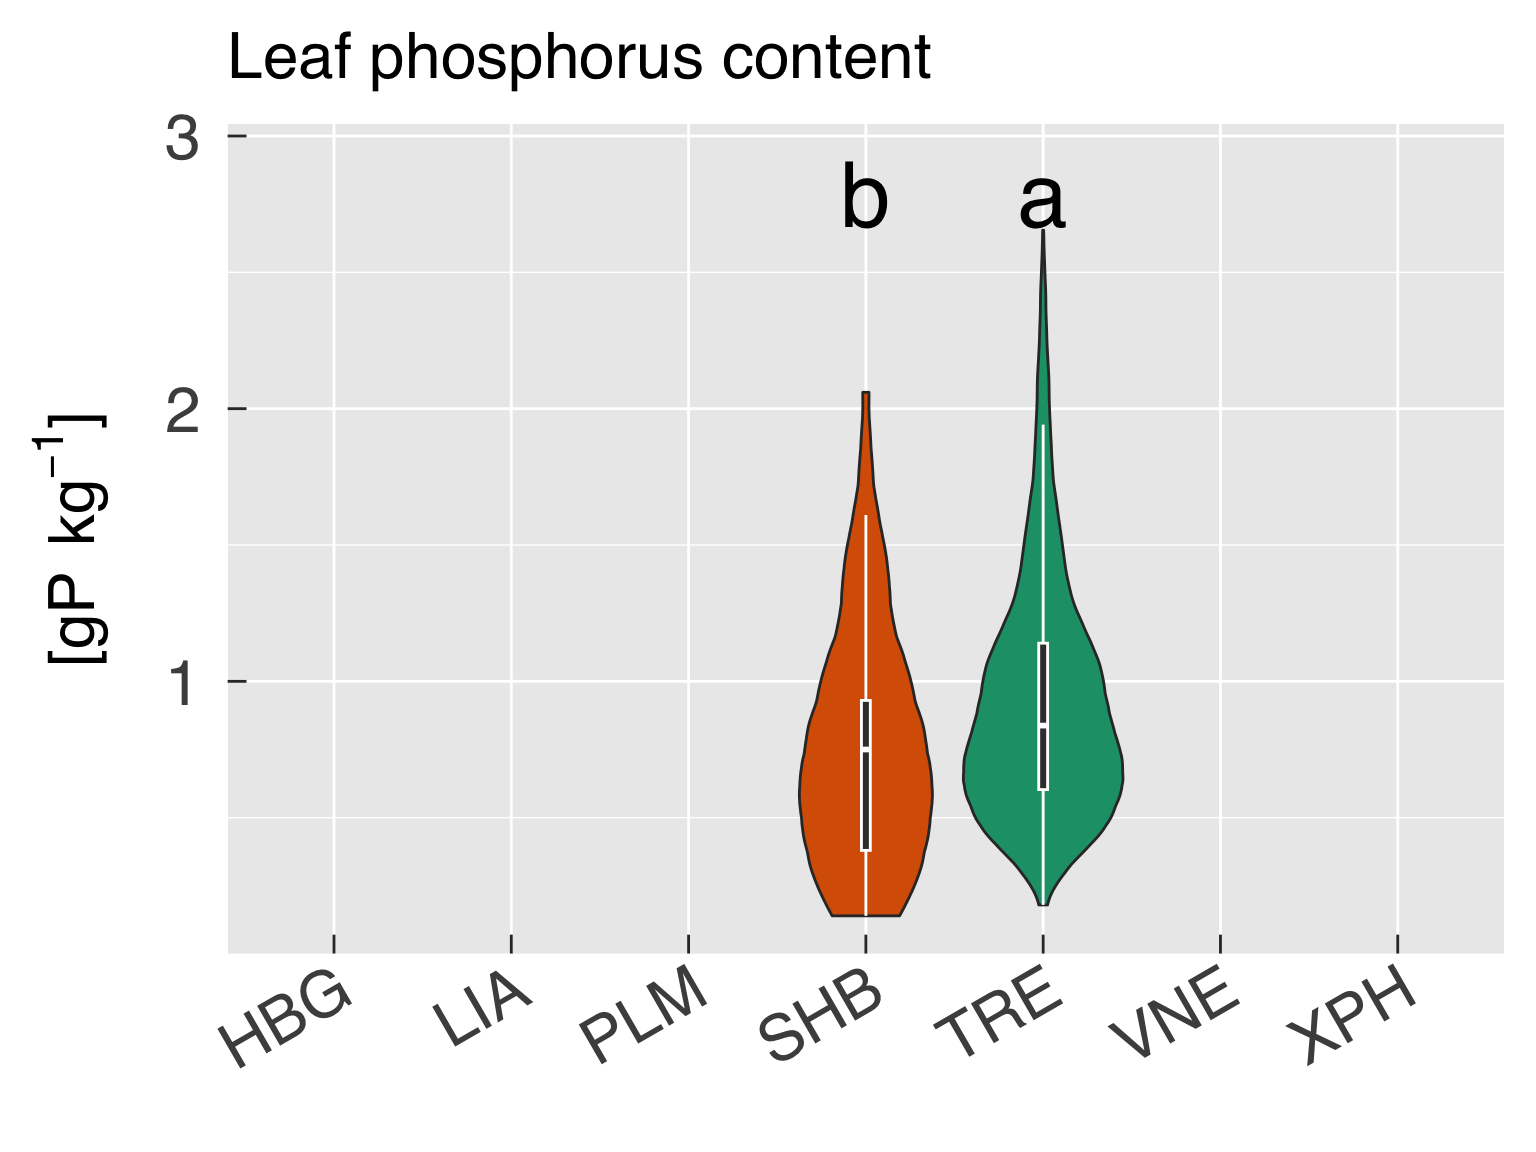 Leaf phosphorus content
[gP kg⁻¹]
3
2
1
b a
HBG LIA PLM SHB TRE VNE XPH